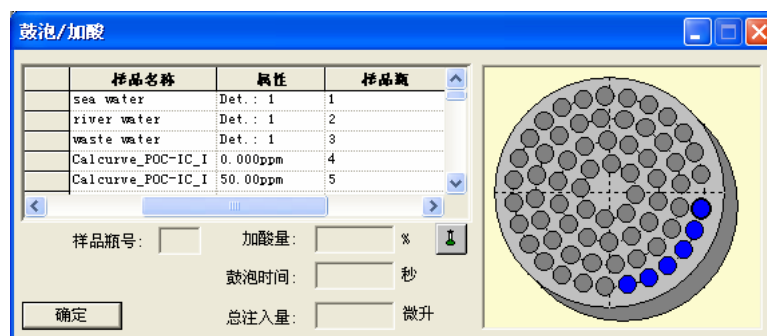 鼓泡/加酸
样品名称 属性 样品瓶
sea water Det.: 1 1
river water Det.: 1 2
waste water Det.: 1 3
Calcurve_POC-IC_I 0.000ppm 4
Calcurve_POC-IC_I 50.00ppm 5
样品瓶号: 加酸量: %
鼓泡时间: 秒
确定 总注入量: 微升